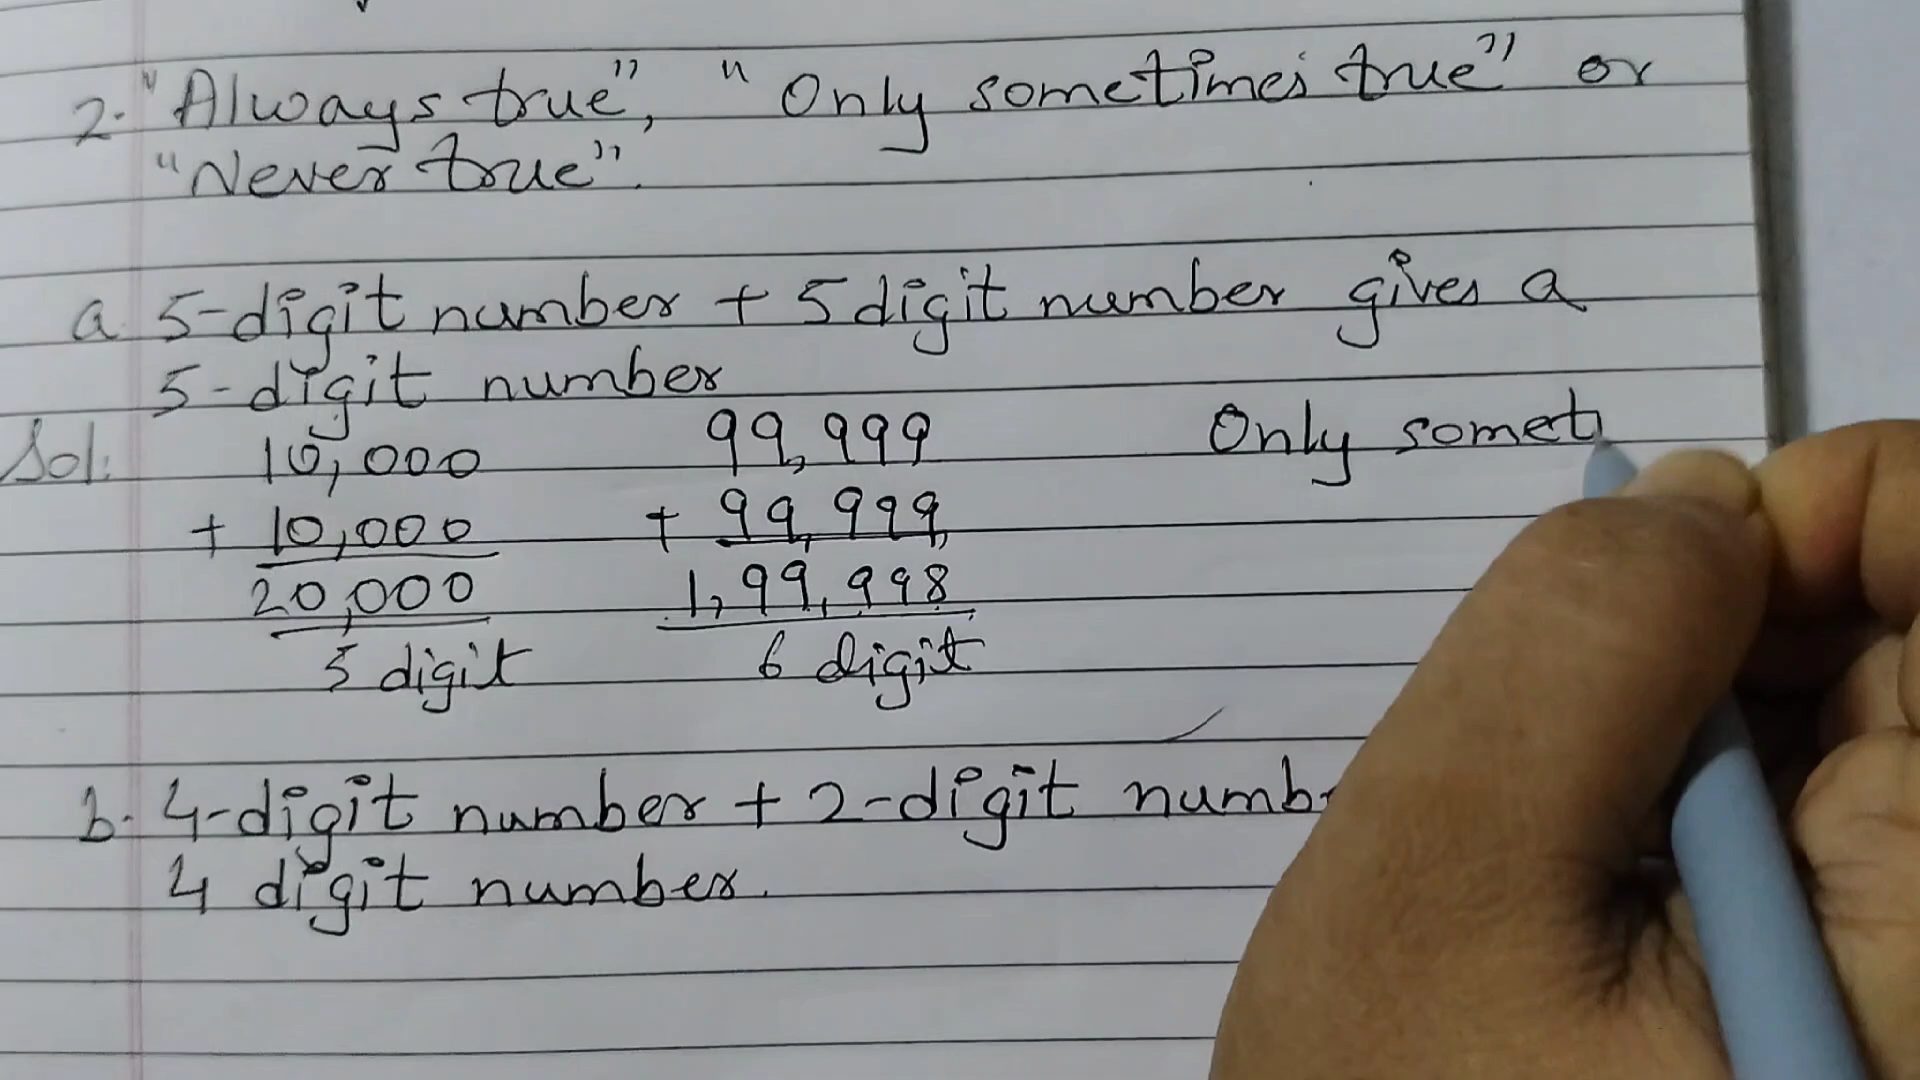 2. "Always true", "Only sometimes true" or
"Never true".
a. 5-digit number + 5 digit number gives a
5-digit number
Sol: 10,000 99,999 Only somet
+ 10,000 + 99,999
20,000 1,99,998
5 digit 6 digit
b. 4-digit number + 2-digit numb
4 digit number.